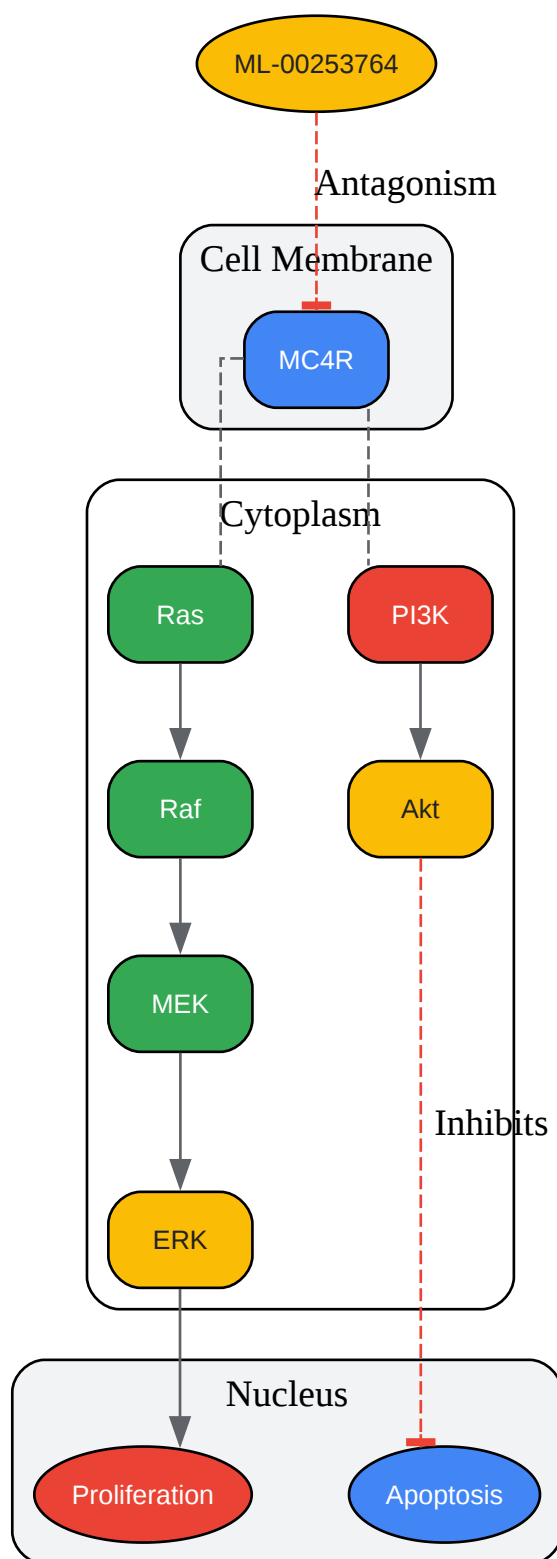 ML-00253764
Antagonism
Cell Membrane
MC4R
Cytoplasm
Ras
PI3K
Raf
Akt
MEK
Inhibits
ERK
Nucleus
Proliferation
Apoptosis